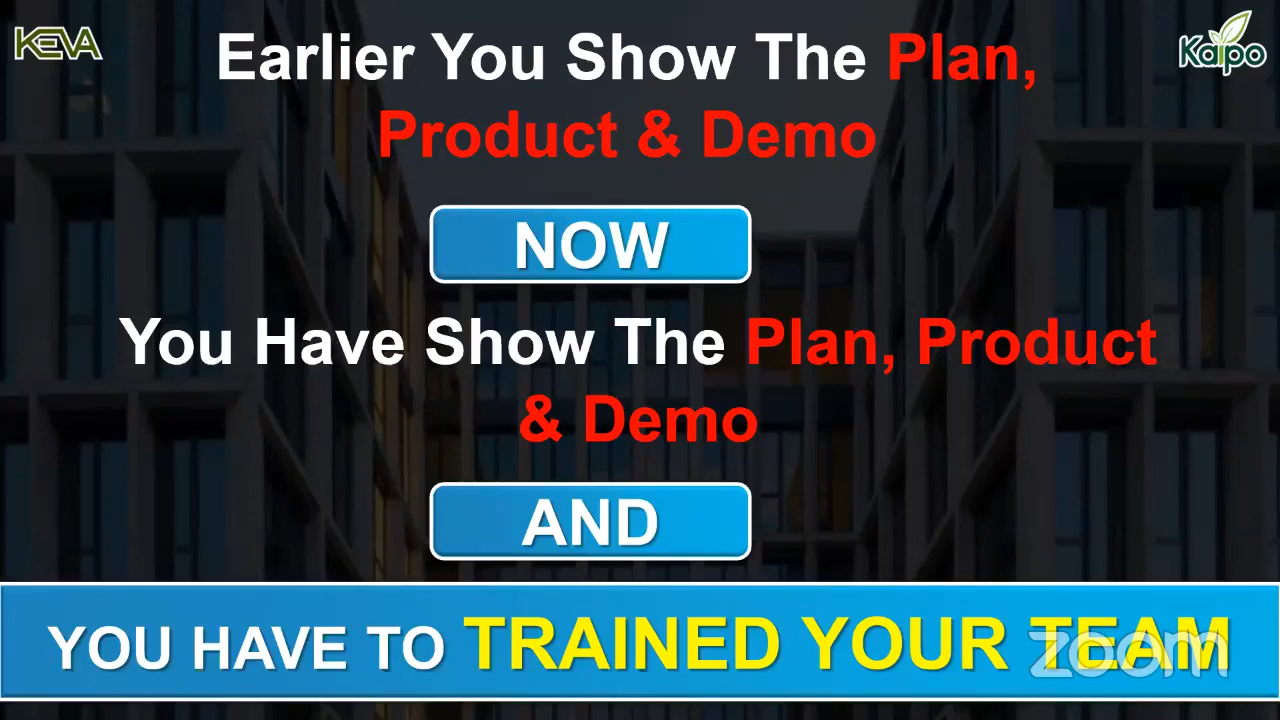 KEVA
Kaipo
Earlier You Show The Plan,
Product & Demo
NOW
You Have Show The Plan, Product
& Demo
AND
YOU HAVE TO TRAINED YOUR TEAM
zoom